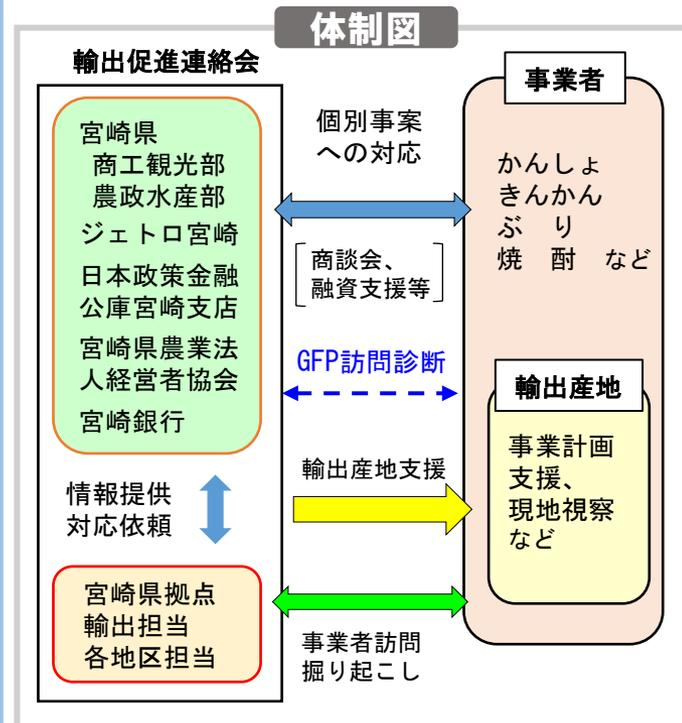 体制図
輸出促進連絡会
宮崎県
商工観光部
農政水産部
ジェトロ宮崎
日本政策金融
公庫宮崎支店
宮崎県農業法
人経営者協会
宮崎銀行
情報提供
対応依頼
宮崎県拠点
輸出担当
各地区担当
個別事案
への対応
商談会、
融資支援等
GFP訪問診断
輸出産地支援
事業者訪問
掘り起こし
事業者
かんしょ
きんかん
ぶ り
焼 酎 など
輸出産地
事業計画
支援、
現地視察
など